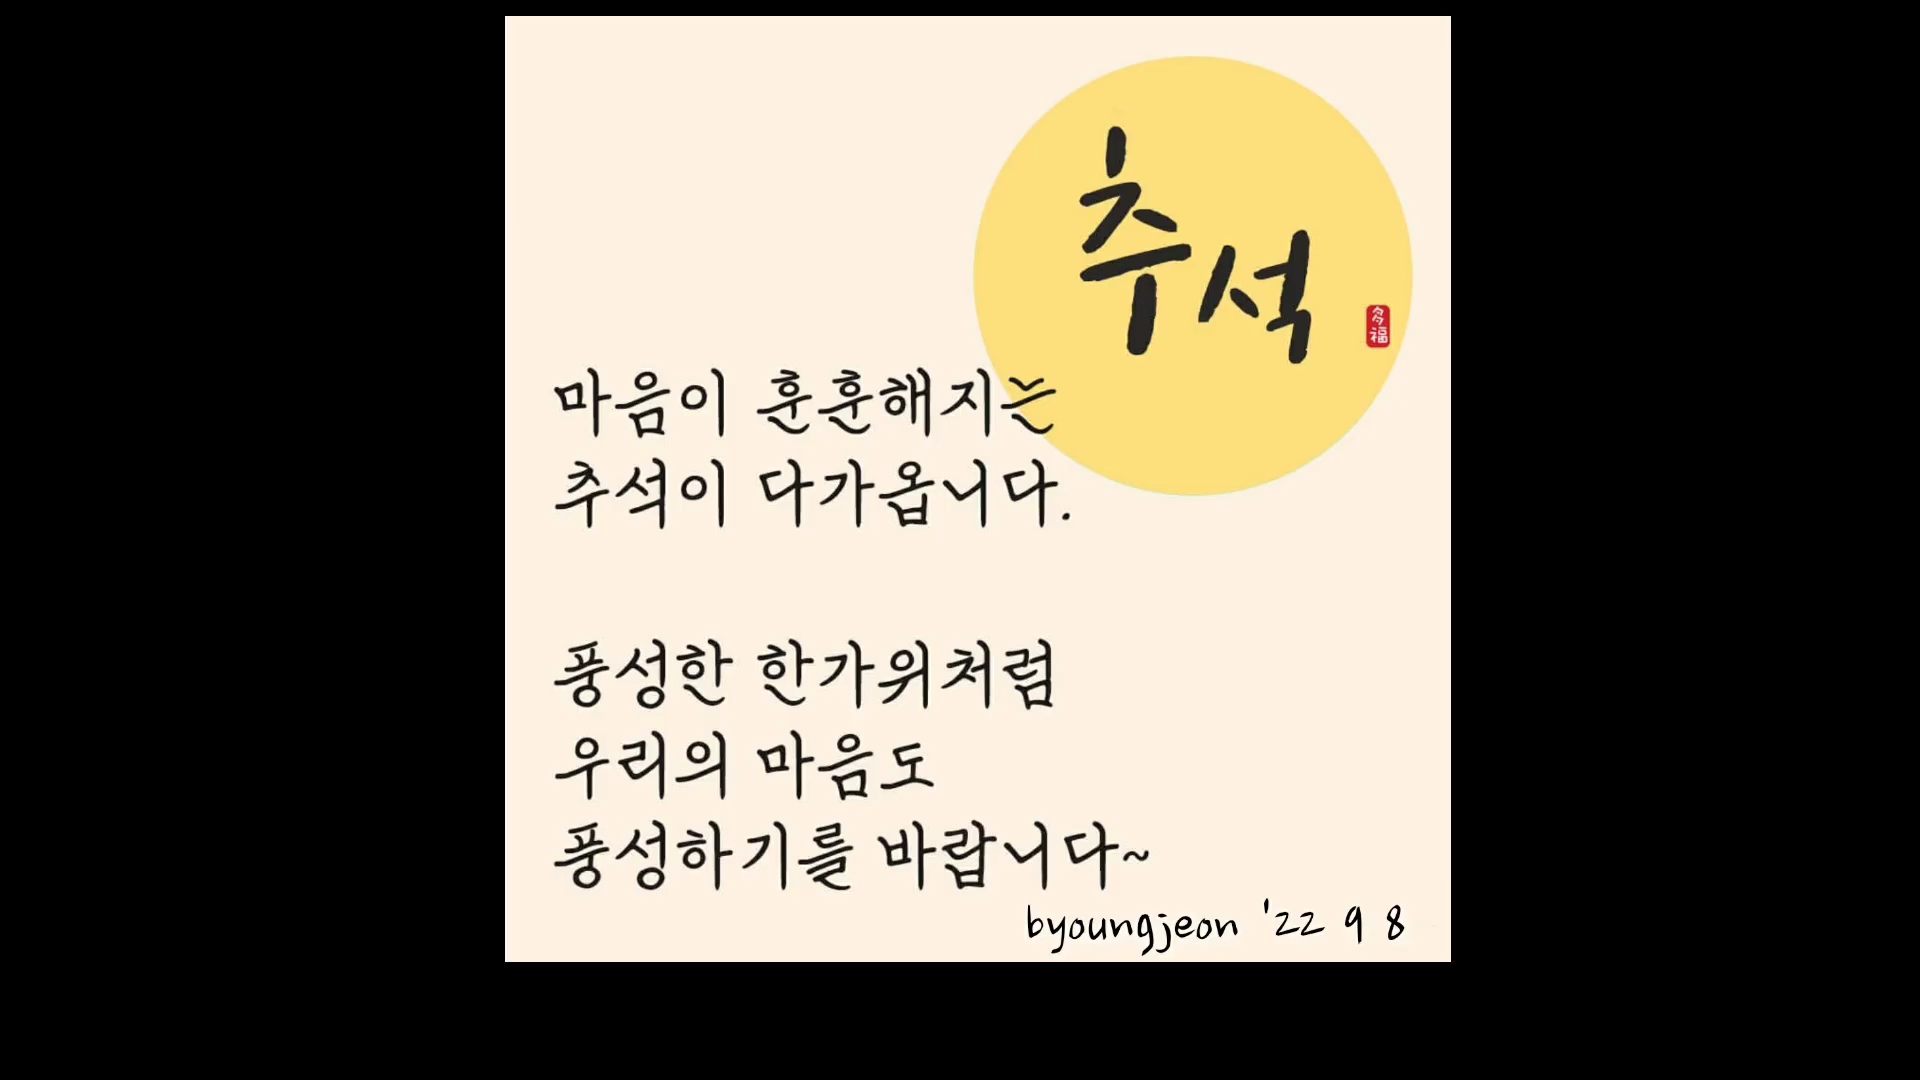 추석
多福
마음이 훈훈해지는
추석이 다가옵니다.
풍성한 한가위처럼
우리의 마음도
풍성하기를 바랍니다~
byoungjeon '22 9 8